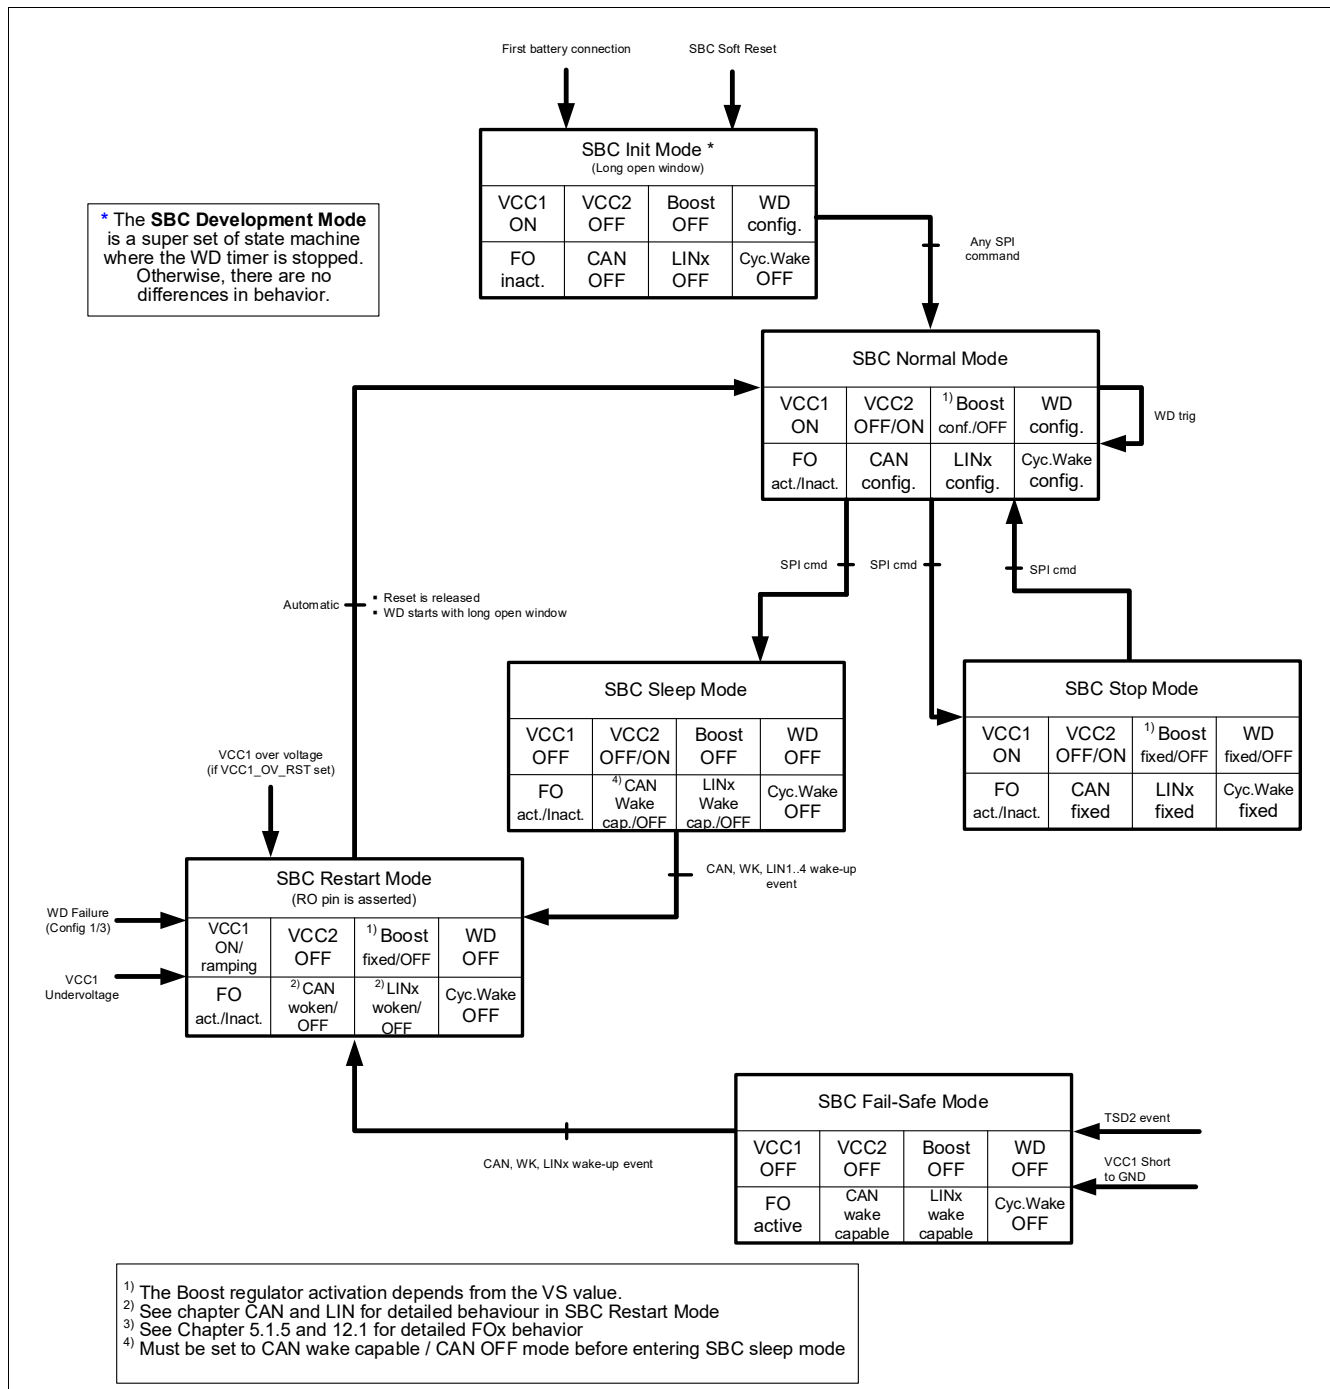 First battery connection
SBC Soft Reset
SBC Init Mode *
(Long open window)
VCC1
ON
VCC2
OFF
Boost
OFF
WD
config.
FO
inact.
CAN
OFF
LINx
OFF
Cyc.Wake
OFF
* The SBC Development Mode
is a super set of state machine
where the WD timer is stopped.
Otherwise, there are no
differences in behavior.
Any SPI
command
SBC Normal Mode
VCC1
ON
VCC2
OFF/ON
1) Boost
conf./OFF
WD
config.
FO
act./Inact.
CAN
config.
LINx
config.
Cyc.Wake
config.
WD trig
SPI cmd
SPI cmd
SPI cmd
Automatic
▪ Reset is released
▪ WD starts with long open window
SBC Sleep Mode
VCC1
OFF
VCC2
OFF/ON
Boost
OFF
WD
OFF
FO
act./Inact.
4) CAN
Wake
cap./OFF
LINx
Wake
cap./OFF
Cyc.Wake
OFF
SBC Stop Mode
VCC1
ON
VCC2
OFF/ON
1) Boost
fixed/OFF
WD
fixed/OFF
FO
act./Inact.
CAN
fixed
LINx
fixed
Cyc.Wake
fixed
VCC1 over voltage
(if VCC1_OV_RST set)
CAN, WK, LIN1..4 wake-up
event
SBC Restart Mode
(RO pin is asserted)
VCC1
ON/
ramping
VCC2
OFF
1) Boost
fixed/OFF
WD
OFF
FO
act./Inact.
2) CAN
woken/
OFF
2) LINx
woken/
OFF
Cyc.Wake
OFF
WD Failure
(Config 1/3)
VCC1
Undervoltage
SBC Fail-Safe Mode
VCC1
OFF
VCC2
OFF
Boost
OFF
WD
OFF
FO
active
CAN
wake
capable
LINx
wake
capable
Cyc.Wake
OFF
TSD2 event
VCC1 Short
to GND
CAN, WK, LINx wake-up event
1) The Boost regulator activation depends from the VS value.
2) See chapter CAN and LIN for detailed behaviour in SBC Restart Mode
3) See Chapter 5.1.5 and 12.1 for detailed FOx behavior
4) Must be set to CAN wake capable / CAN OFF mode before entering SBC sleep mode